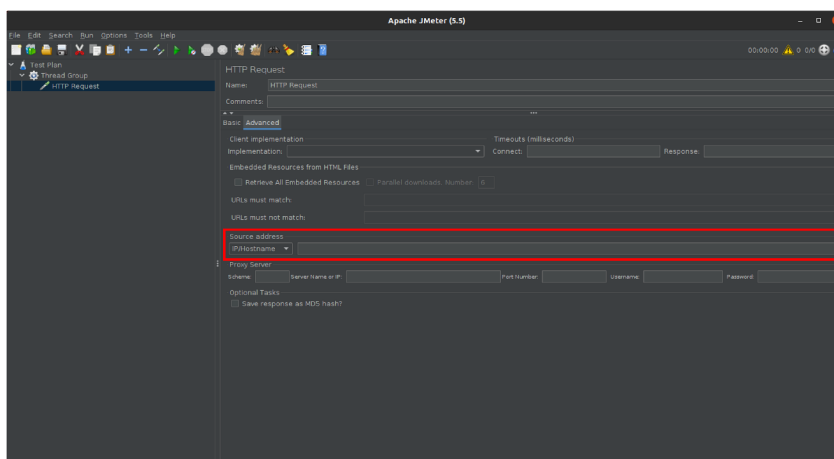 Apache JMeter (5.5)
File Edit Search Run Options Tools Help
00:00:00 0 0/0
Test Plan
Thread Group
HTTP Request
HTTP Request
Name: HTTP Request
Comments:
Basic Advanced
Client implementation
Timeouts (milliseconds)
Implementation:
Connect:
Response:
Embedded Resources from HTML Files
Retrieve All Embedded Resources Parallel downloads. Number: 6
URLs must match:
URLs must not match:
Source address
IP/Hostname
Proxy Server
Scheme: Server Name or IP: Port Number: Username: Password:
Optional Tasks
Save response as MD5 hash?